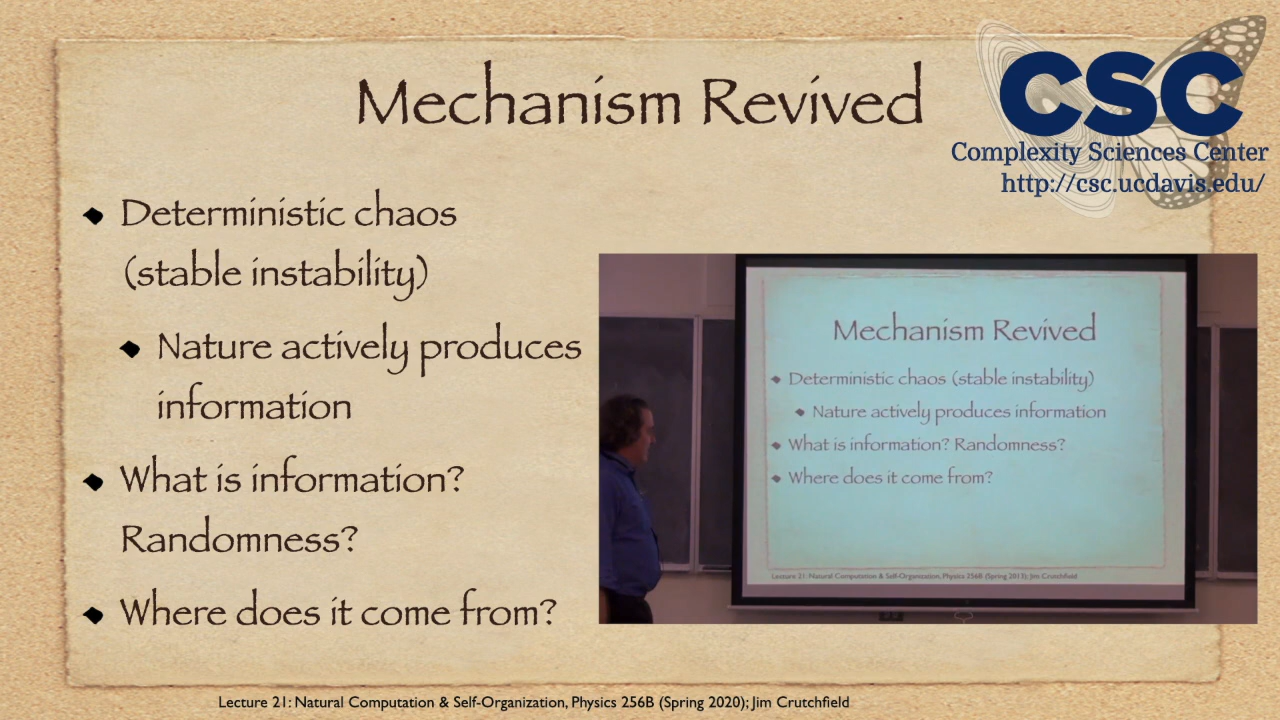 Mechanism Revived
CSC
Complexity Sciences Center
http://csc.ucdavis.edu/
Deterministic chaos
(stable instability)
Nature actively produces
information
What is information?
Randomness?
Where does it come from?
Mechanism Revived
Deterministic chaos (stable instability)
Nature actively produces information
What is information? Randomness?
Where does it come from?
Lecture 21: Natural Computation & Self-Organization, Physics 256B (Spring 2013); Jim Crutchfield
Lecture 21: Natural Computation & Self-Organization, Physics 256B (Spring 2020); Jim Crutchfield